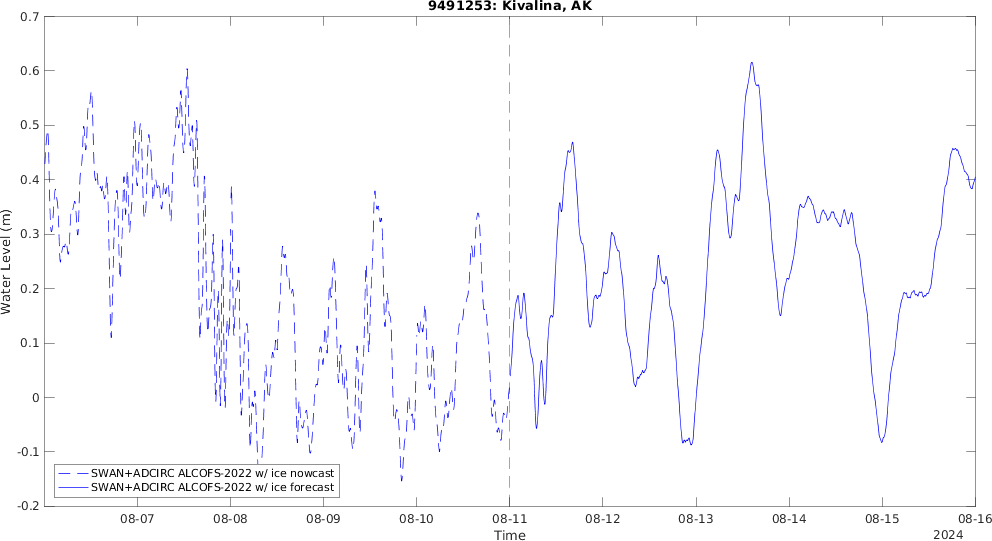 9491253: Kivalina, AK
0.7
0.6
0.5
0.4
0.3
0.2
0.1
0
-0.1
-0.2
Water Level (m)
SWAN+ADCIRC ALCOFS-2022 w/ ice nowcast
SWAN+ADCIRC ALCOFS-2022 w/ ice forecast
08-07 08-08 08-09 08-10 08-11 08-12 08-13 08-14 08-15 08-16
Time
2024